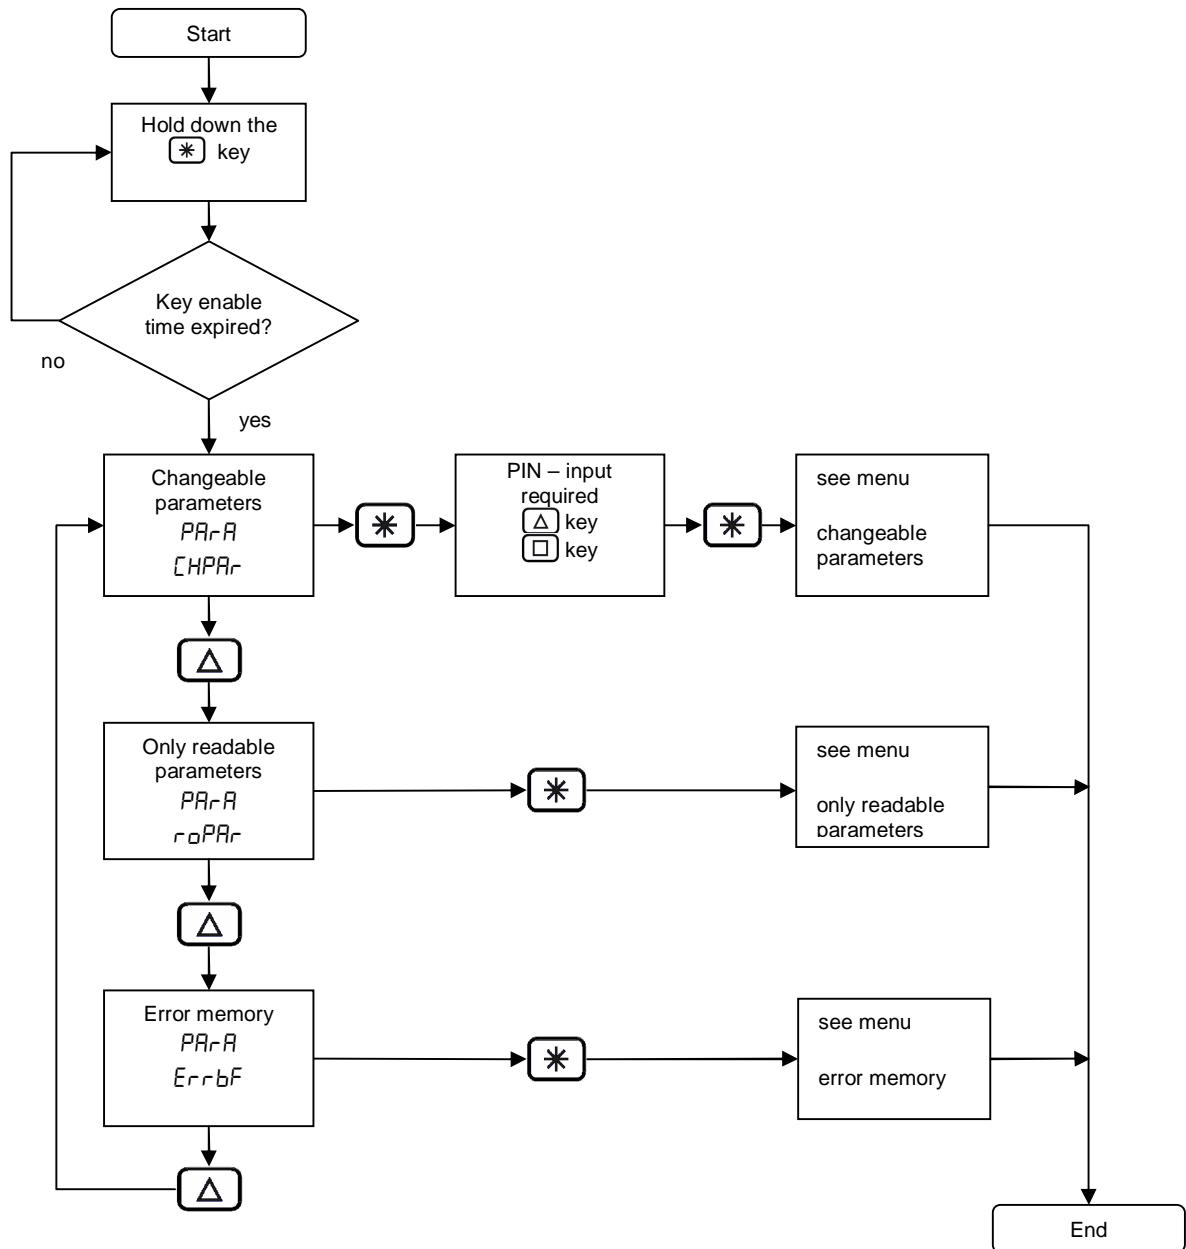 Start
Hold down the
key
Key enable
time expired?
no
yes
Changeable
parameters
PArA
CHPAr
PIN – input
required
key
key
see menu
changeable
parameters
Only readable
parameters
PArA
roPAr
see menu
only readable
parameters
Error memory
PArA
ErrbF
see menu
error memory
End